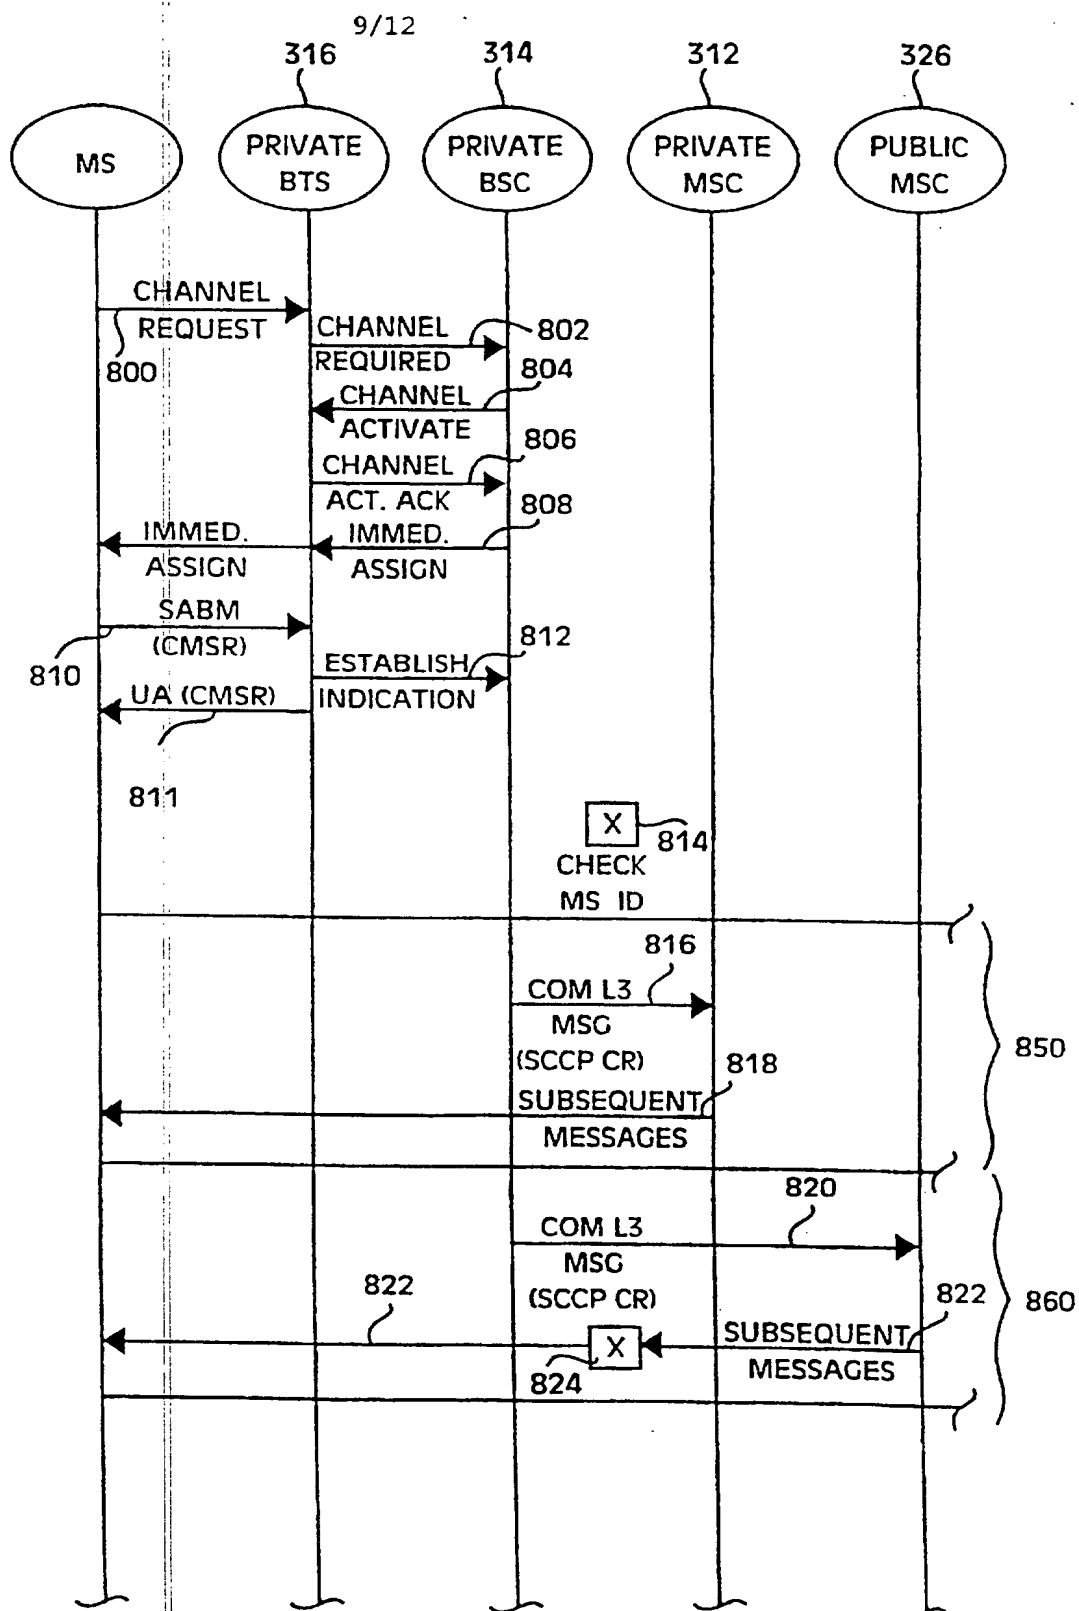 9/12
316
314
312
326
MS
PRIVATE
BTS
PRIVATE
BSC
PRIVATE
MSC
PUBLIC
MSC
CHANNEL
REQUEST
800
CHANNEL
REQUIRED
802
804
CHANNEL
ACTIVATE
806
CHANNEL
ACT. ACK
808
IMMED.
ASSIGN
IMMED.
ASSIGN
SABM
(CMSR)
810
812
ESTABLISH
INDICATION
UA (CMSR)
811
X
814
CHECK
MS ID
816
COM L3
MSG
(SCCP CR)
850
818
SUBSEQUENT
MESSAGES
820
COM L3
MSG
(SCCP CR)
822
822
860
X
824
SUBSEQUENT
MESSAGES